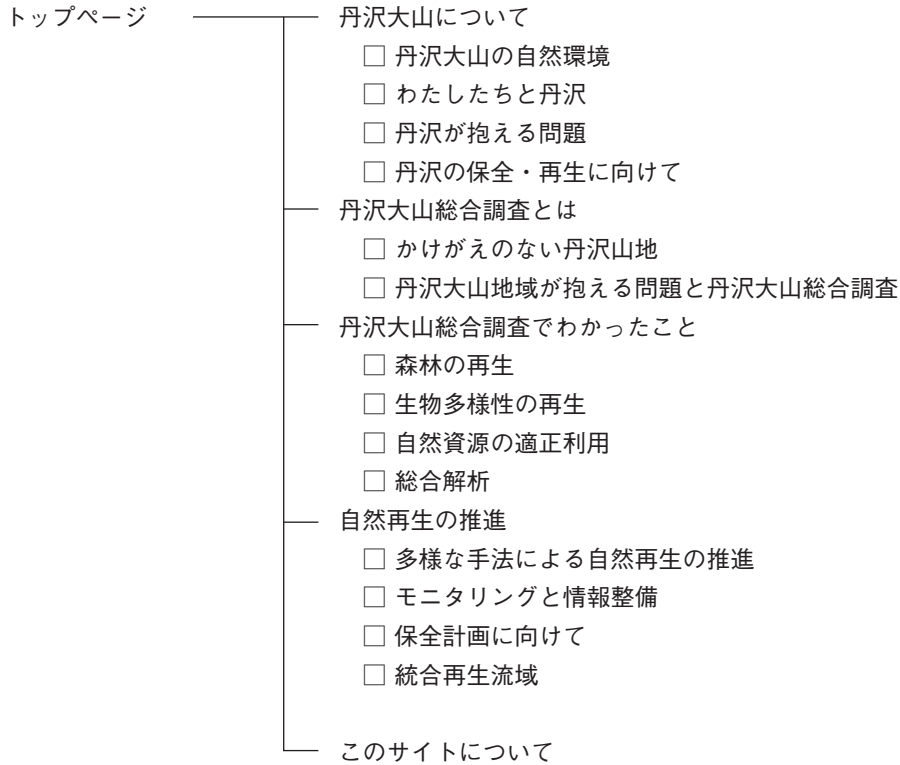 トップページ
丹沢大山について
□ 丹沢大山の自然環境
□ わたしたちと丹沢
□ 丹沢が抱える問題
□ 丹沢の保全・再生に向けて
丹沢大山総合調査とは
□ かけがえのない丹沢山地
□ 丹沢大山地域が抱える問題と丹沢大山総合調査
丹沢大山総合調査でわかったこと
□ 森林の再生
□ 生物多様性の再生
□ 自然資源の適正利用
□ 総合解析
自然再生の推進
□ 多様な手法による自然再生の推進
□ モニタリングと情報整備
□ 保全計画に向けて
□ 統合再生流域
このサイトについて